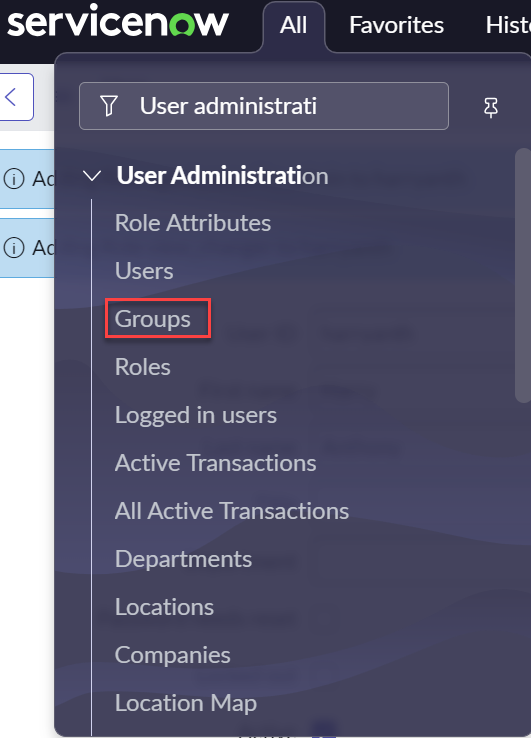 servicenow
All
Favorites
Histo
User administrati
User Administration
Ad
Role Attributes
Users
Ad
Groups
Roles
Logged in users
Active Transactions
All Active Transactions
Departments
Locations
Companies
Location Map